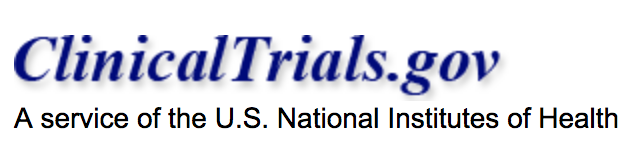 ClinicalTrials.gov
A service of the U.S. National Institutes of Health